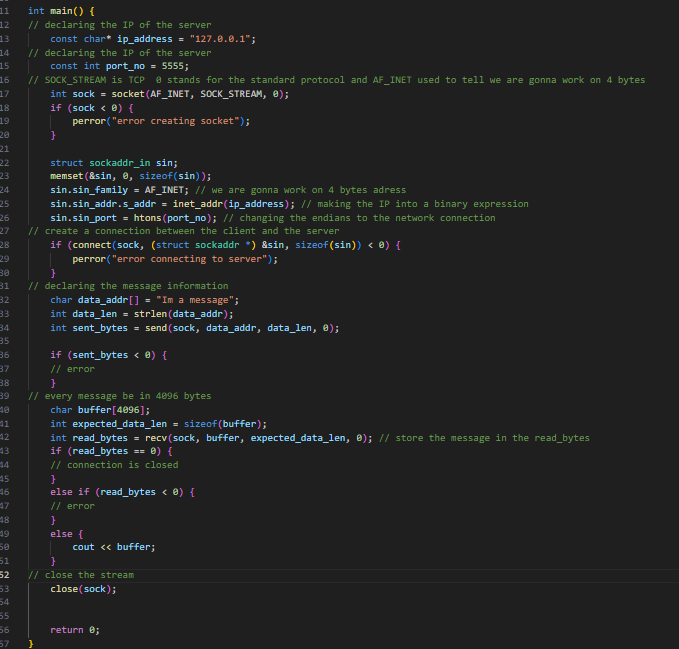 11 int main() {
12 // declaring the IP of the server
13 const char* ip_address = "127.0.0.1";
14 // declaring the IP of the server
15 const int port_no = 5555;
16 // SOCK_STREAM is TCP  0 stands for the standard protocol and AF_INET used to tell we are gonna work on 4 bytes
17 int sock = socket(AF_INET, SOCK_STREAM, 0);
18 if (sock < 0) {
19 perror("error creating socket");
20 }
21
22 struct sockaddr_in sin;
23 memset(&sin, 0, sizeof(sin));
24 sin.sin_family = AF_INET; // we are gonna work on 4 bytes adress
25 sin.sin_addr.s_addr = inet_addr(ip_address); // making the IP into a binary expression
26 sin.sin_port = htons(port_no); // changing the endians to the network connection
27 // create a connection between the client and the server
28 if (connect(sock, (struct sockaddr *) &sin, sizeof(sin)) < 0) {
29 perror("error connecting to server");
30 }
31 // declaring the message information
32 char data_addr[] = "Im a message";
33 int data_len = strlen(data_addr);
34 int sent_bytes = send(sock, data_addr, data_len, 0);
35
36 if (sent_bytes < 0) {
37 // error
38 }
39 // every message be in 4096 bytes
40 char buffer[4096];
41 int expected_data_len = sizeof(buffer);
42 int read_bytes = recv(sock, buffer, expected_data_len, 0); // store the message in the read_bytes
43 if (read_bytes == 0) {
44 // connection is closed
45 }
46 else if (read_bytes < 0) {
47 // error
48 }
49 else {
50 cout << buffer;
51 }
52 // close the stream
53 close(sock);
54
55
56 return 0;
57 }